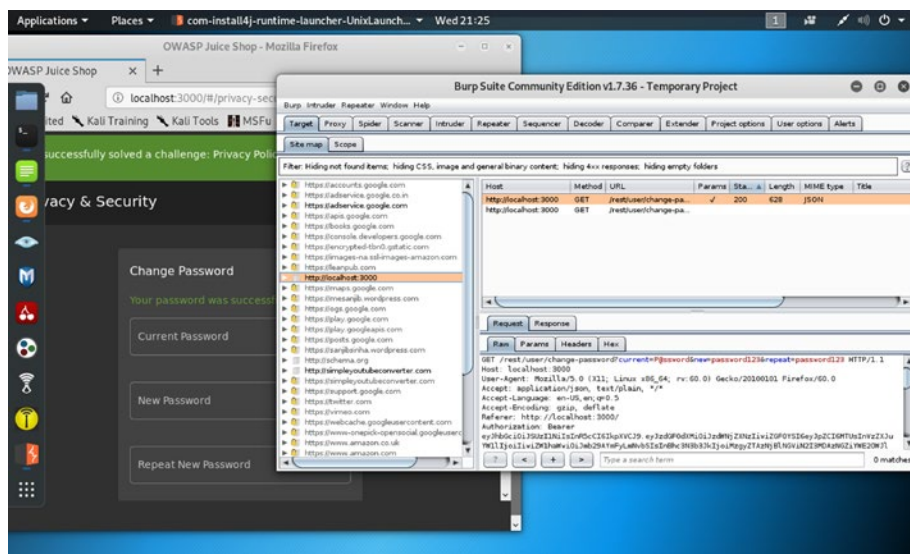 Applications ▾ Places ▾ com-install4j-runtime-launcher-UnixLaunch... ▾ Wed 21:25 1
OWASP Juice Shop - Mozilla Firefox
OWASP Juice Shop × +
localhost:3000/#/privacy-sec
ited Kali Training Kali Tools MSFu
successfully solved a challenge: Privacy Polic
vacy & Security
Change Password
Your password was successf
Current Password
New Password
Repeat New Password
Burp Suite Community Edition v1.7.36 - Temporary Project
Burp Intruder Repeater Window Help
Target Proxy Spider Scanner Intruder Repeater Sequencer Decoder Comparer Extender Project options User options Alerts
Site map Scope
Filter: Hiding not found items; hiding CSS, image and general binary content; hiding 4xx responses; hiding empty folders
https://accounts.google.com
https://adservice.google.co.in
https://adservice.google.com
https://apis.google.com
https://books.google.com
https://console.developers.google.com
https://encrypted-tbn0.gstatic.com
https://images-na.ssl-images-amazon.com
https://leanpub.com
http://localhost:3000
https://maps.google.com
https://mesanjib.wordpress.com
https://ogs.google.com
https://play.google.com
https://play.googleapis.com
https://posts.google.com
https://sanjibsinha.wordpress.com
http://schema.org
http://simpleyoutubeconverter.com
https://simpleyoutubeconverter.com
https://support.google.com
https://twitter.com
https://vimeo.com
https://webcache.googleusercontent.com
https://www-onepick-opensocial.googleuserc
https://www.amazon.co.uk
https://www.amazon.com
Host Method URL Params Sta... Length MIME type Title
http://localhost:3000 GET /rest/user/change-pa... ✓ 200 628 JSON
http://localhost:3000 GET /rest/user/change-pa...
Request Response
Raw Params Headers Hex
GET /rest/user/change-password?current=P@ssword&new=password123&repeat=password123 HTTP/1.1
Host: localhost:3000
User-Agent: Mozilla/5.0 (X11; Linux x86_64; rv:60.0) Gecko/20100101 Firefox/60.0
Accept: application/json, text/plain, */*
Accept-Language: en-US,en;q=0.5
Accept-Encoding: gzip, deflate
Referer: http://localhost:3000/
Authorization: Bearer
? < + > Type a search term 0 matches